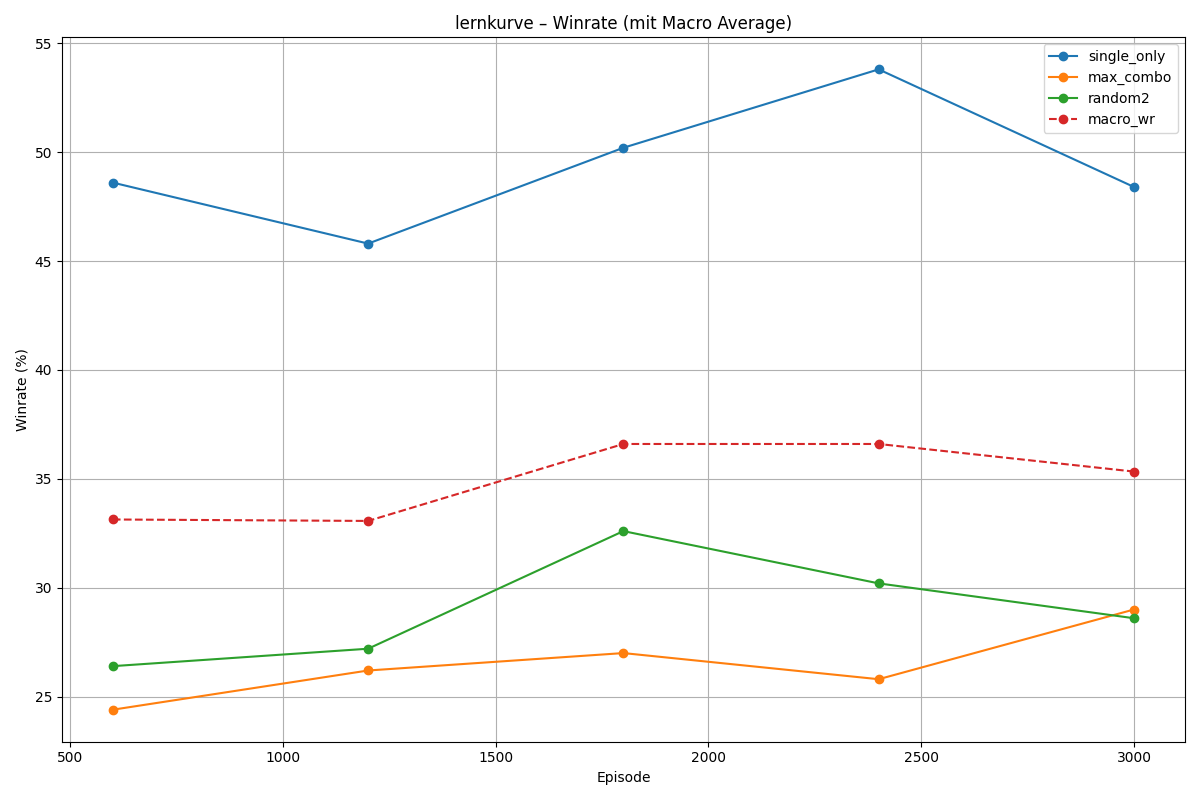 lernkurve – Winrate (mit Macro Average)
55
50
45
40
35
30
25
Winrate (%)
single_only
max_combo
random2
macro_wr
500
1000
1500
2000
2500
3000
Episode